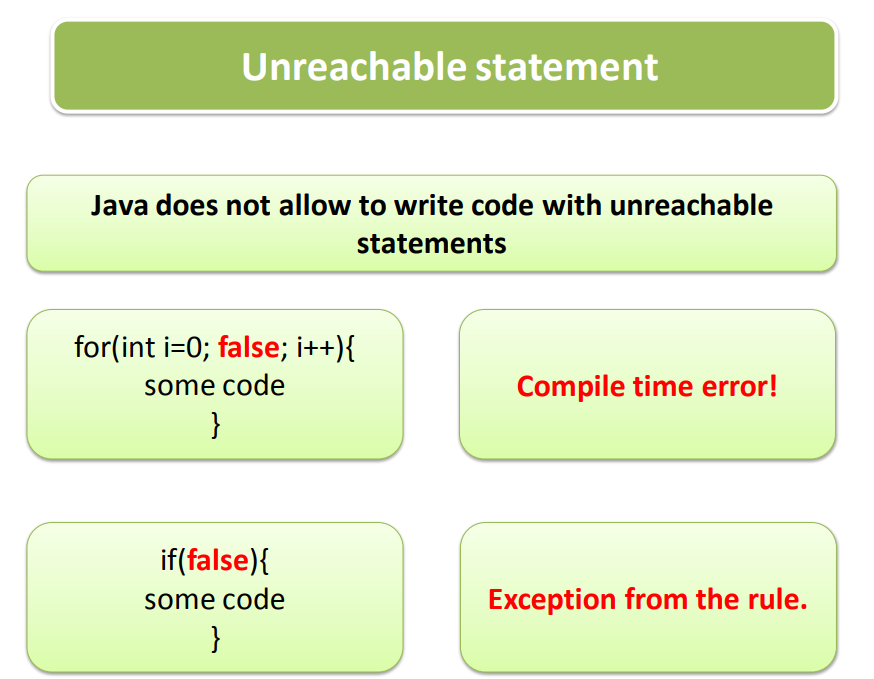 Unreachable statement
Java does not allow to write code with unreachable
statements
for(int i=0; false; i++){
some code
}
Compile time error!
if(false){
some code
}
Exception from the rule.